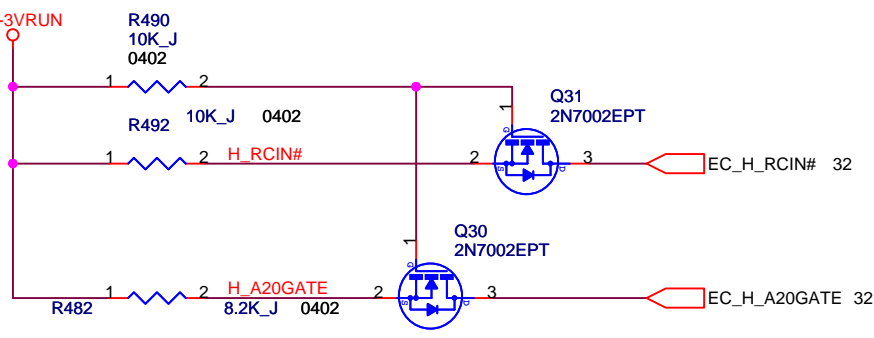 -3VRUN
R490
10K_J
0402
1
2
10K_J 0402
R492
1
2
H_RCIN#
Q31
2N7002EPT
1
G
2
S
3
D
EC_H_RCIN# 32
Q30
2N7002EPT
1
G
1
2
H_A20GATE
R482
8.2K_J 0402
2
S
3
D
EC_H_A20GATE 32